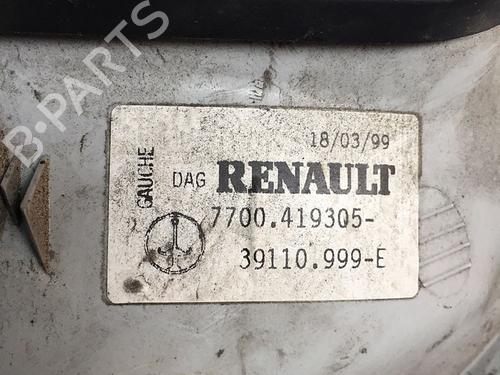 B-PARTS
18/03/99
GAUCHE
DAG RENAULT
7700.419305-
39110.999-E